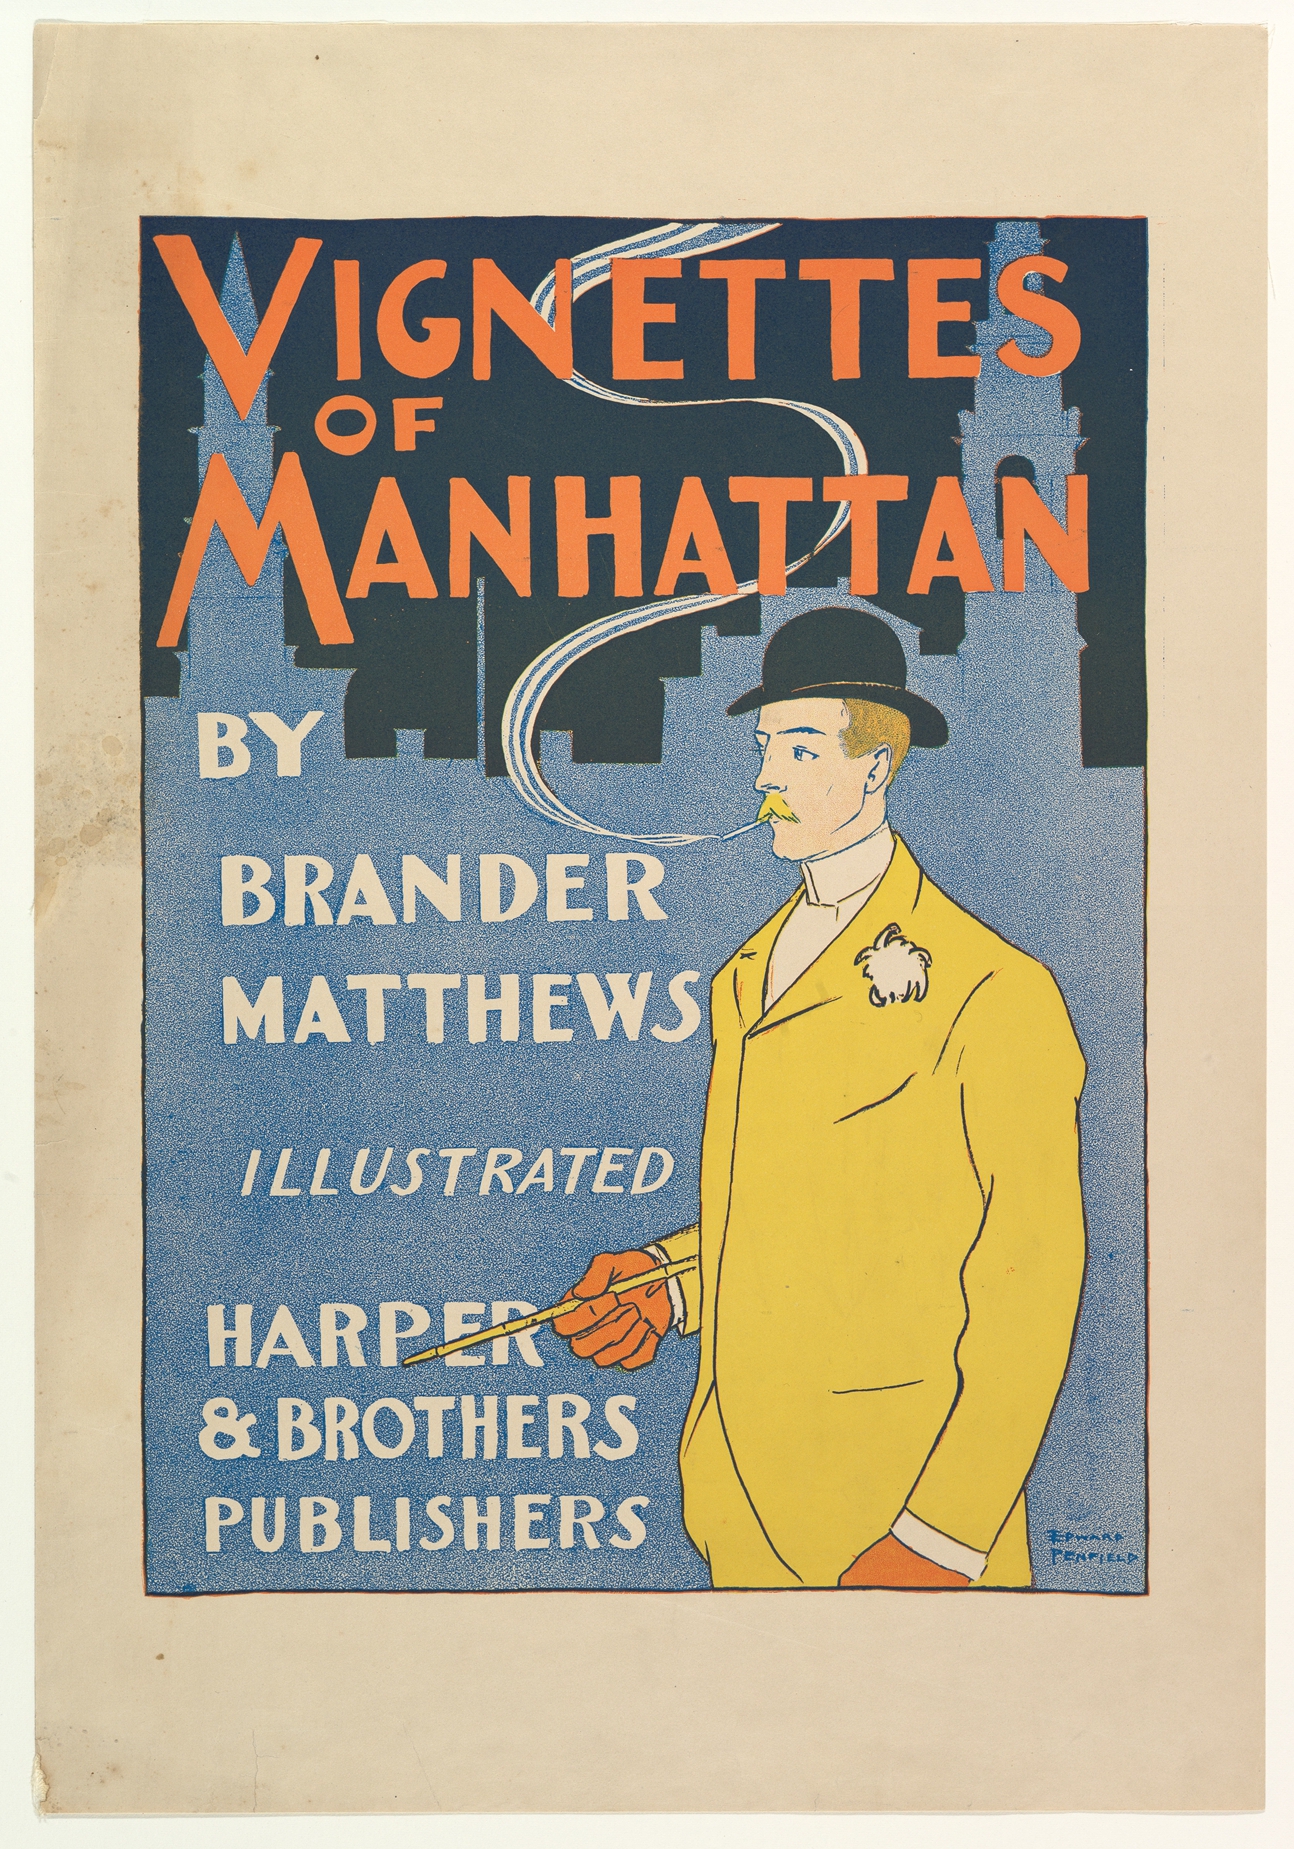 VIGNETTES
OF
MANHATTAN
BY
BRANDER
MATTHEWS
ILLUSTRATED
HARPER
& BROTHERS
PUBLISHERS
EDWARD
PENFIELD